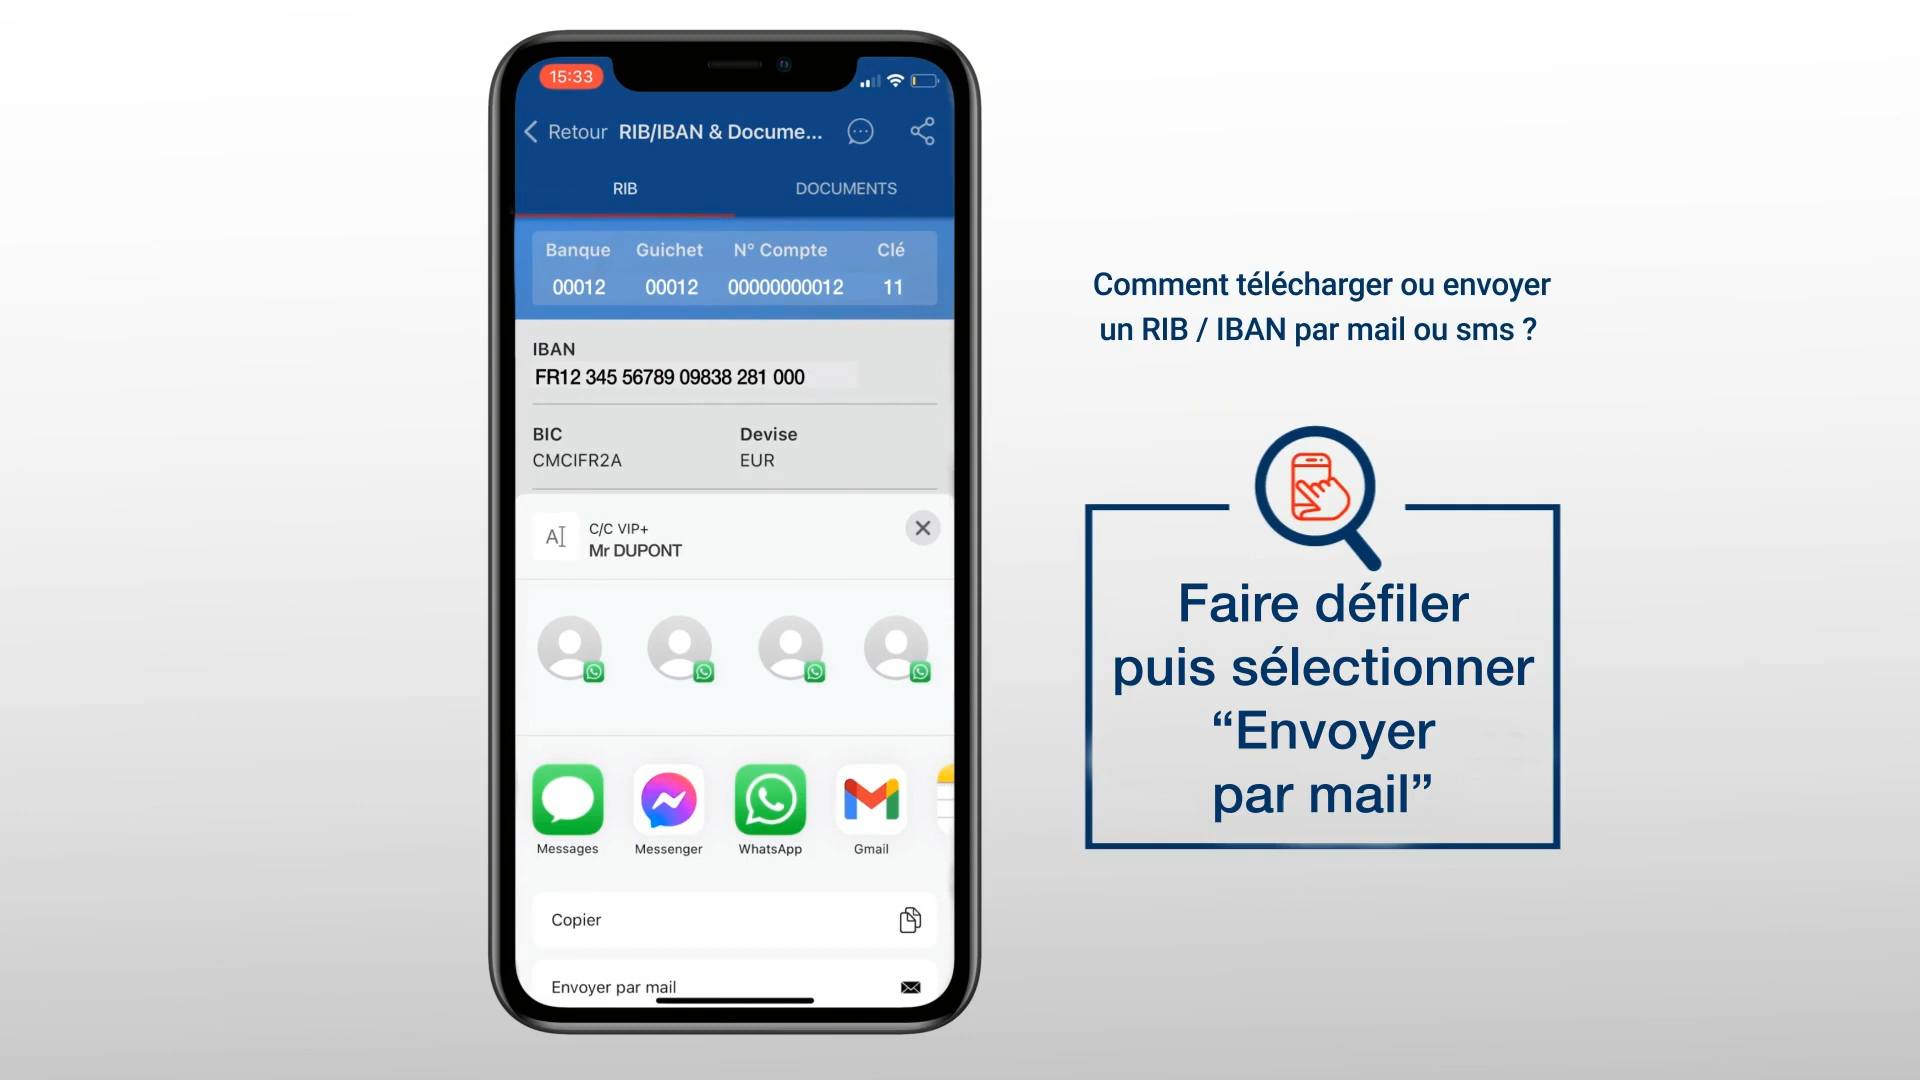 15:33
Retour RIB/IBAN & Docume...
RIB DOCUMENTS
Banque Guichet N° Compte Clé
00012 00012 00000000012 11
IBAN
FR12 345 56789 09838 281 000
BIC Devise
CMCIFR2A EUR
C/C VIP+
Mr DUPONT
Messages Messenger WhatsApp Gmail
Copier
Envoyer par mail
Comment télécharger ou envoyer
un RIB / IBAN par mail ou sms ?
Faire défiler
puis sélectionner
“Envoyer
par mail”